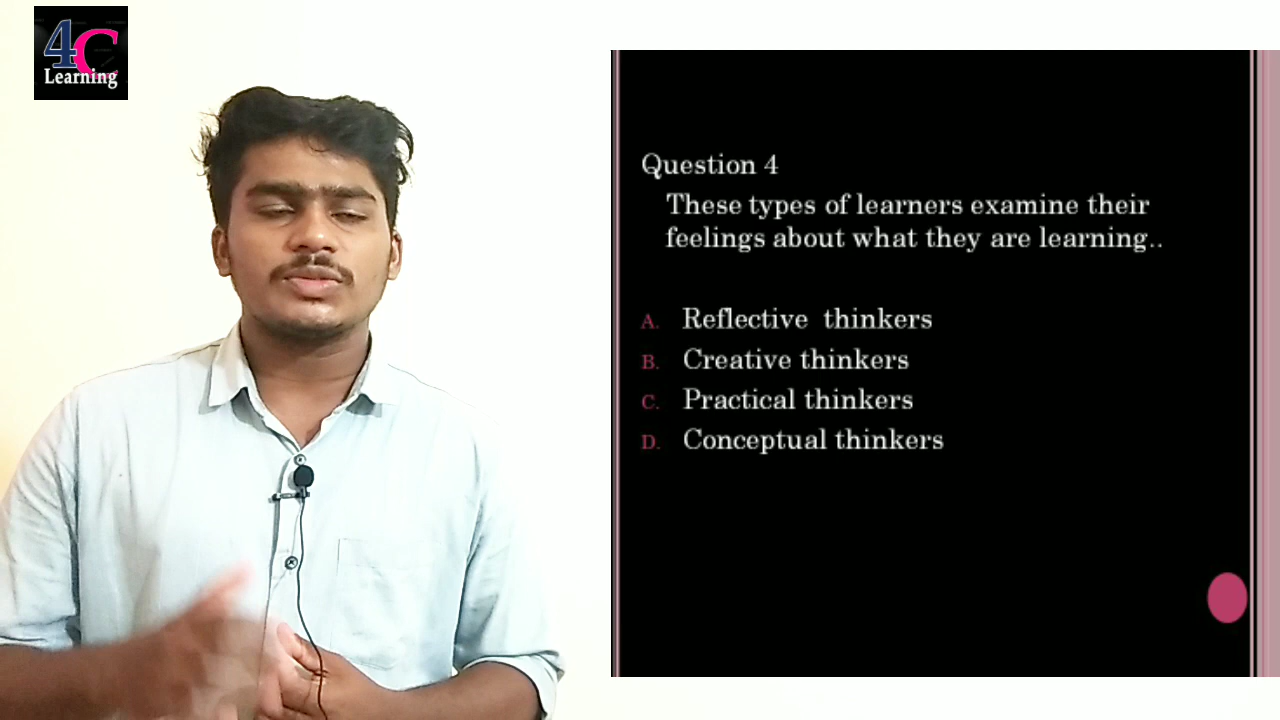 4C
Learning
Question 4
These types of learners examine their
feelings about what they are learning..
A. Reflective thinkers
B. Creative thinkers
C. Practical thinkers
D. Conceptual thinkers